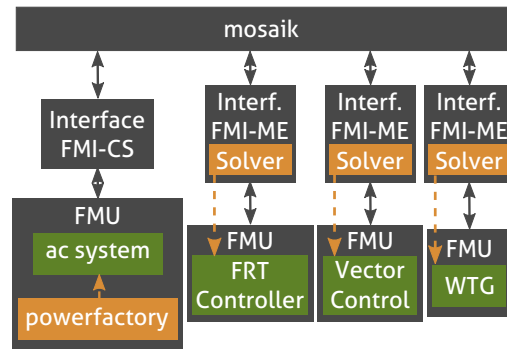 mosaik
Interface
FMI-CS
Interf.
FMI-ME
Solver
Interf.
FMI-ME
Solver
Interf.
FMI-ME
Solver
FMU
ac system
powerfactory
FMU
FRT
Controller
FMU
Vector
Control
FMU
WTG